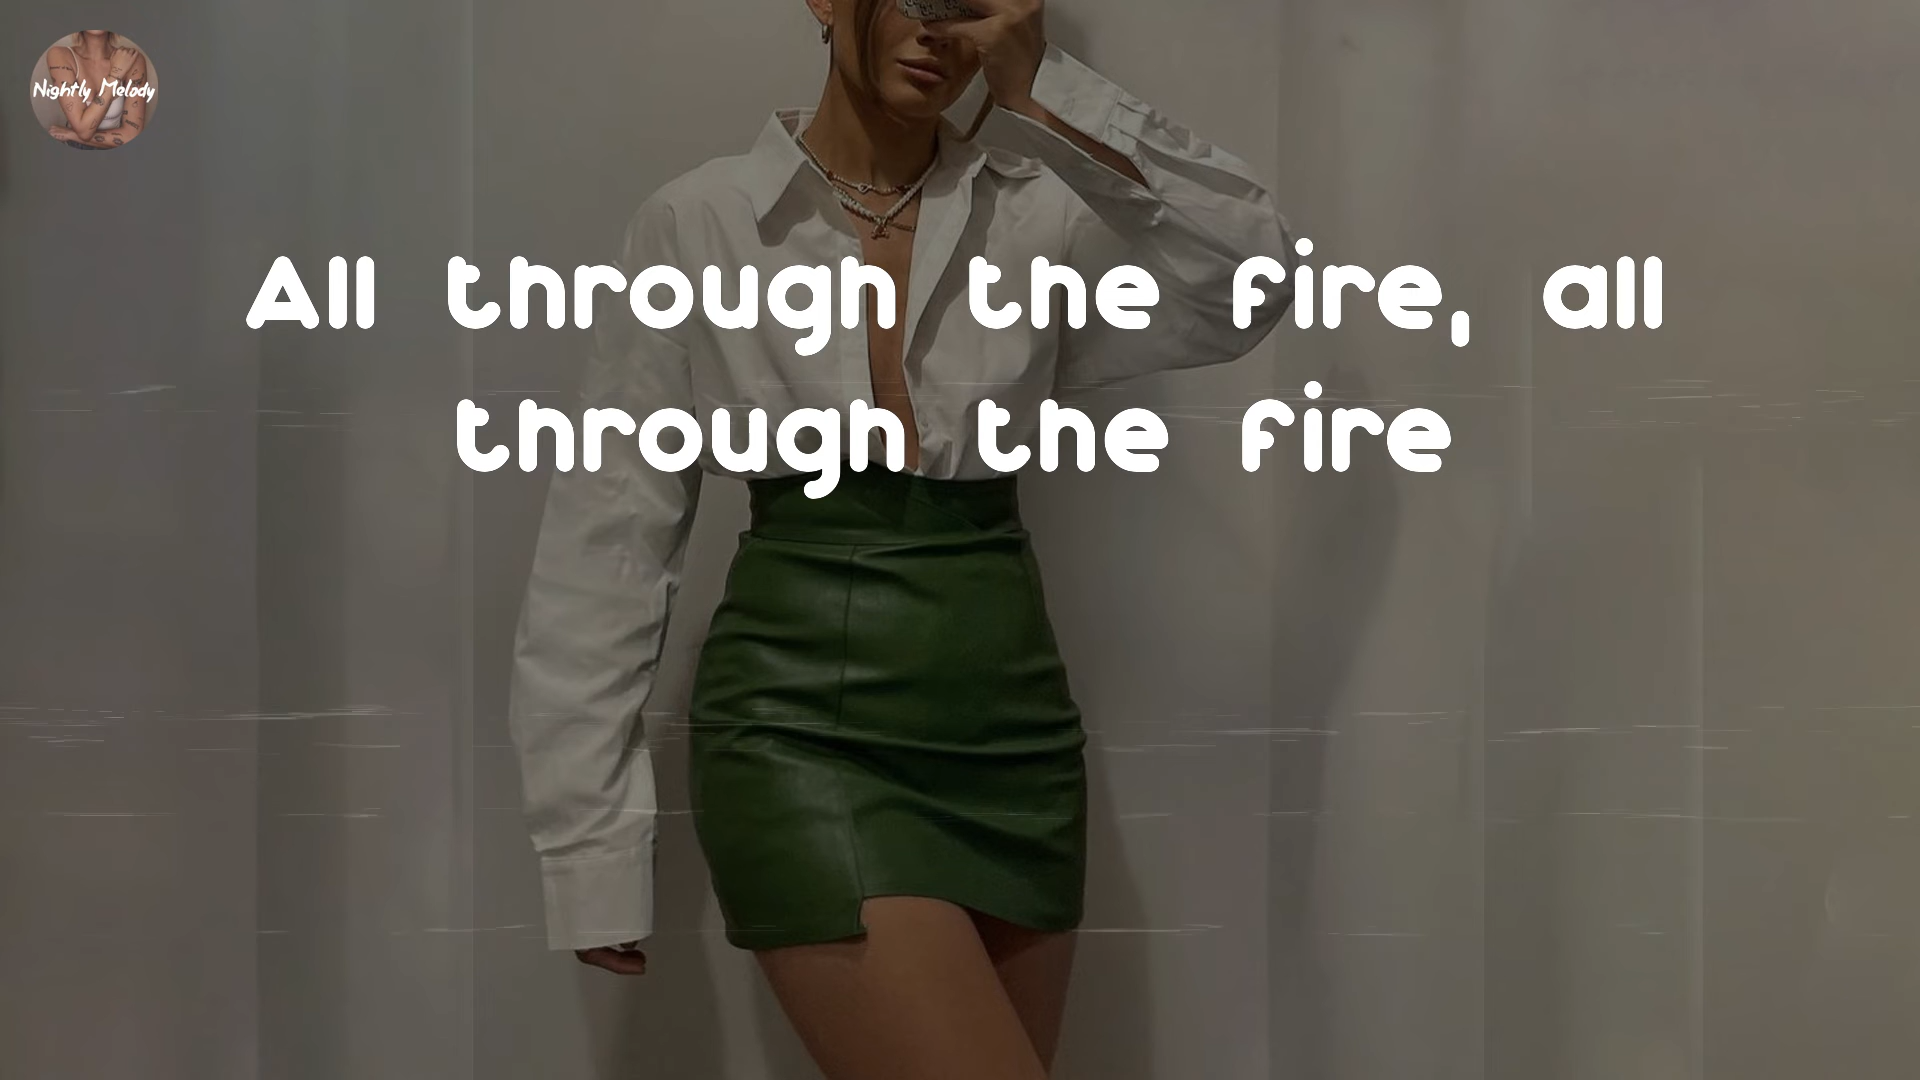 Nightly Melody
All through the fire, all
through the fire